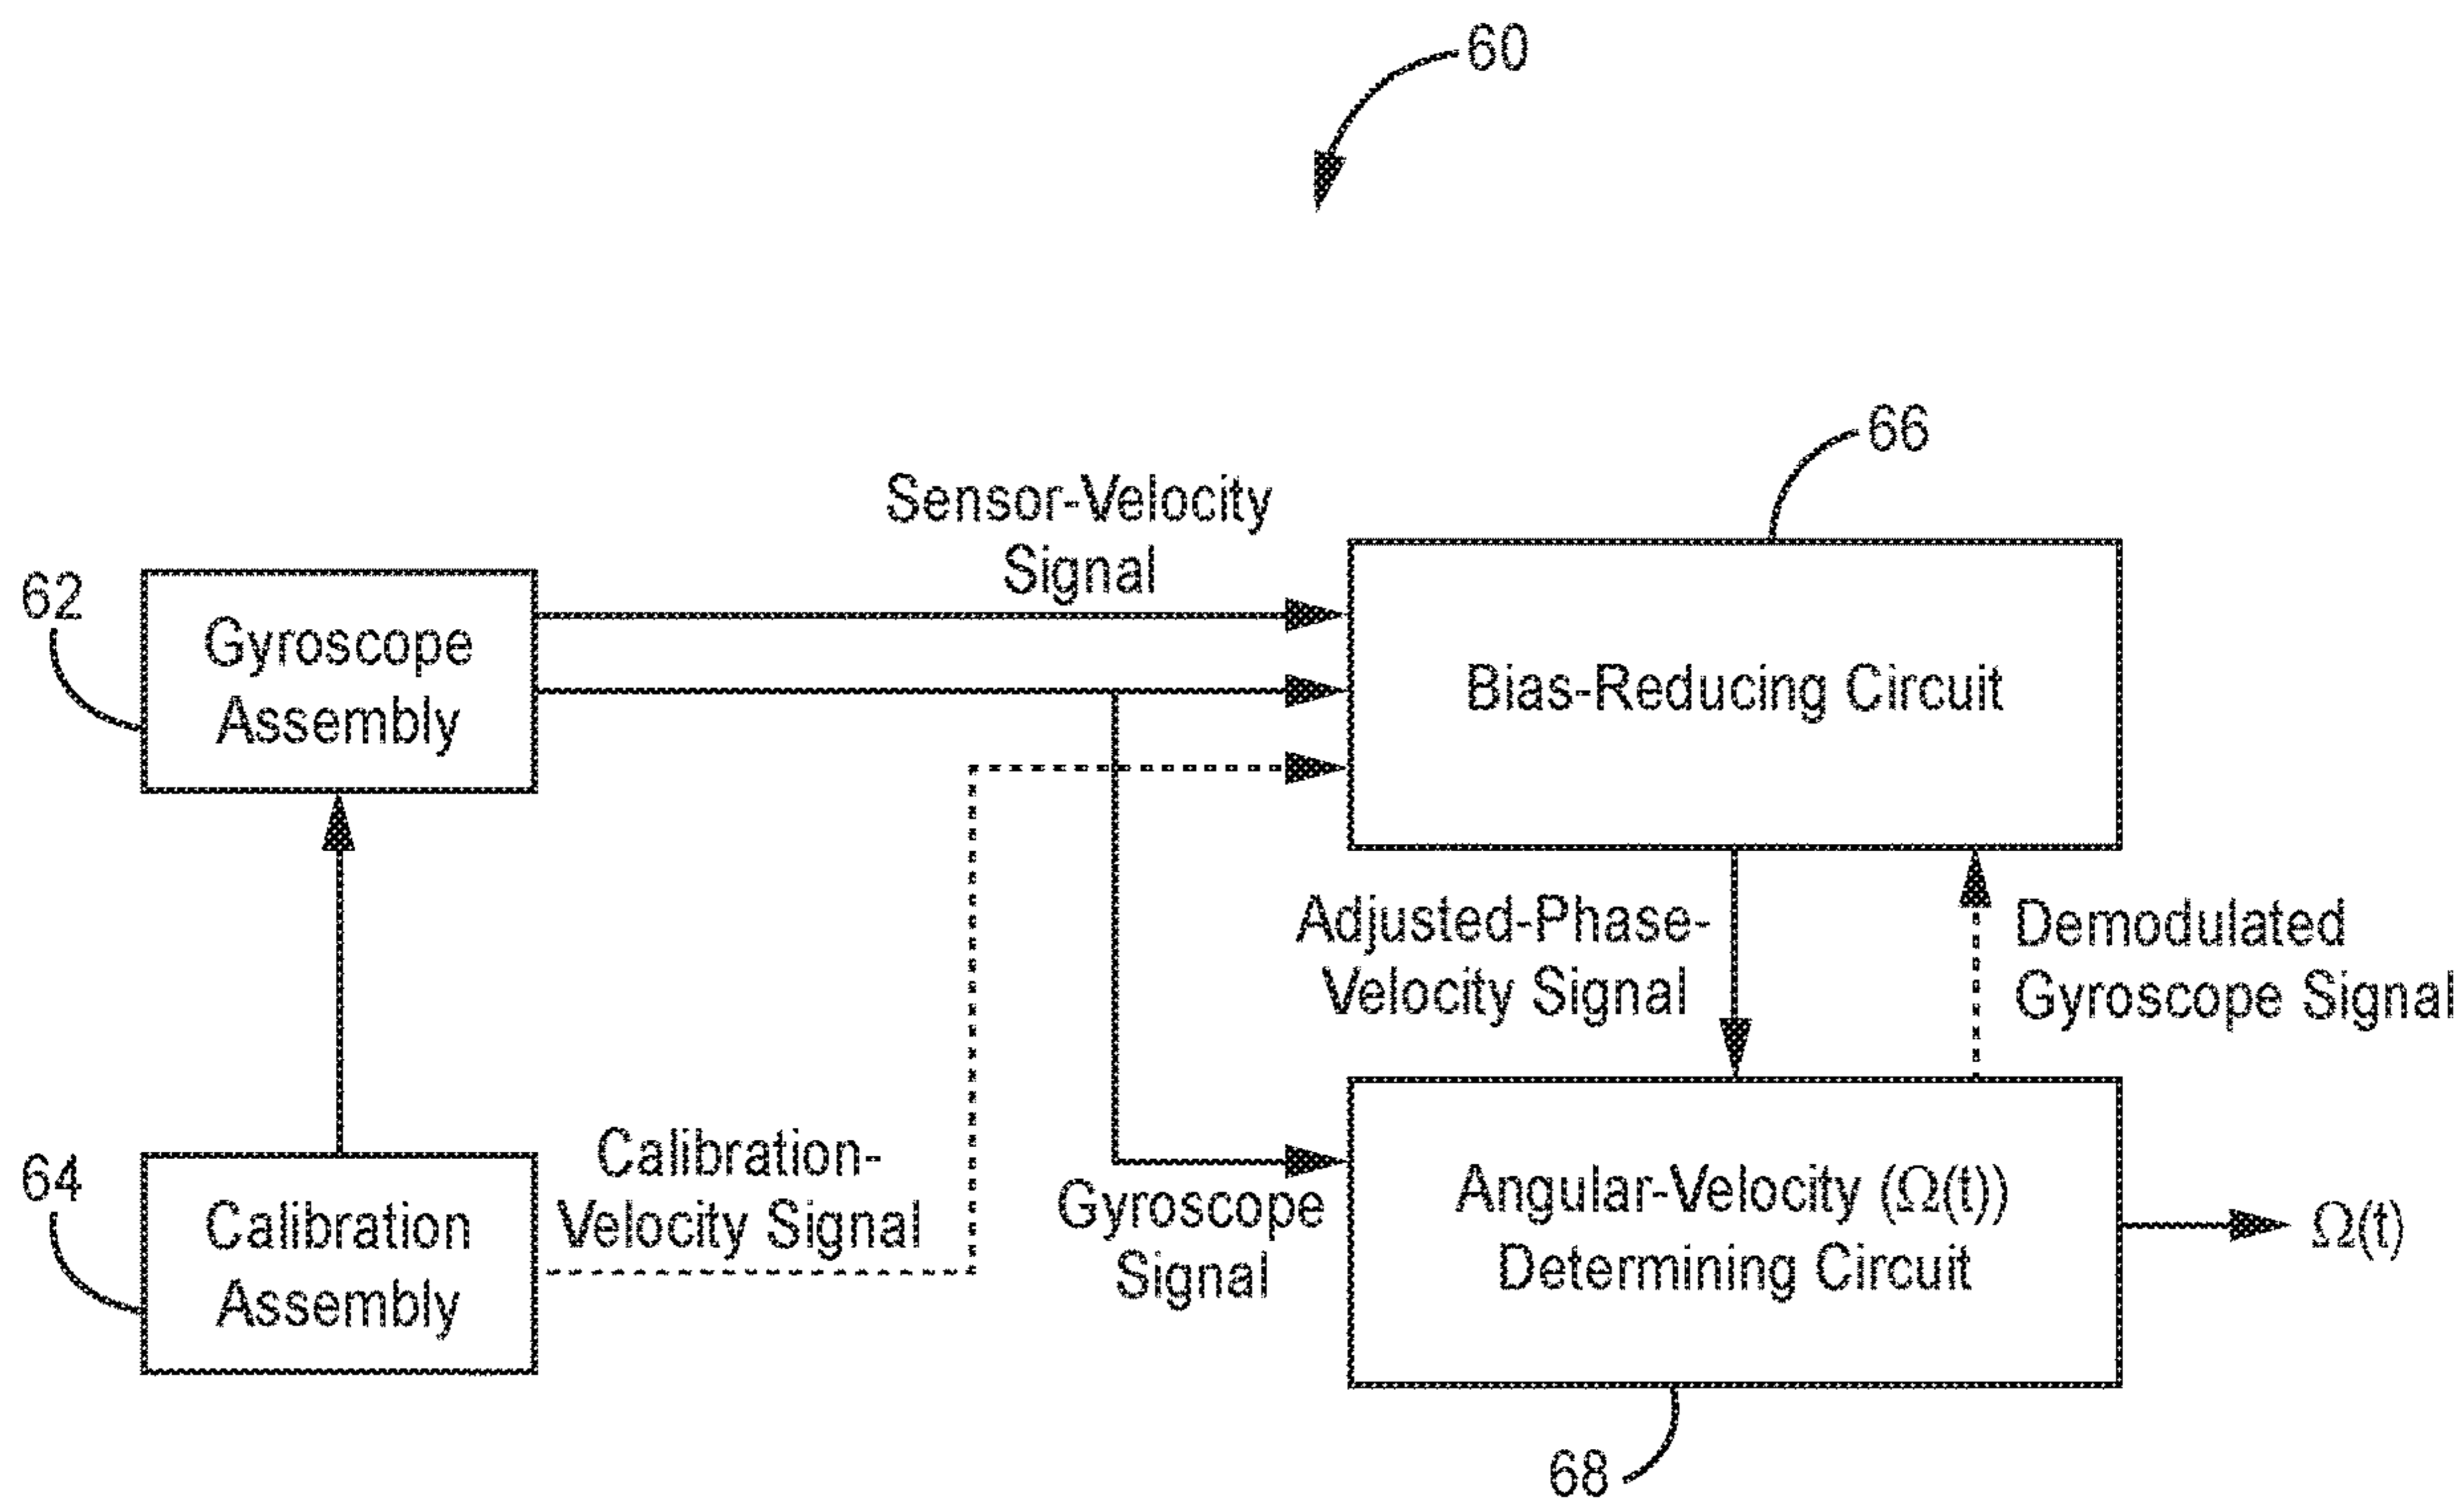 60
66
Sensor-Velocity
Signal
62
Gyroscope
Assembly
Bias-Reducing Circuit
Adjusted-Phase-
Velocity Signal
Demodulated
Gyroscope Signal
64
Calibration
Assembly
Calibration-
Velocity Signal
Gyroscope
Signal
Angular-Velocity (Ω(t))
Determining Circuit
Ω(t)
68